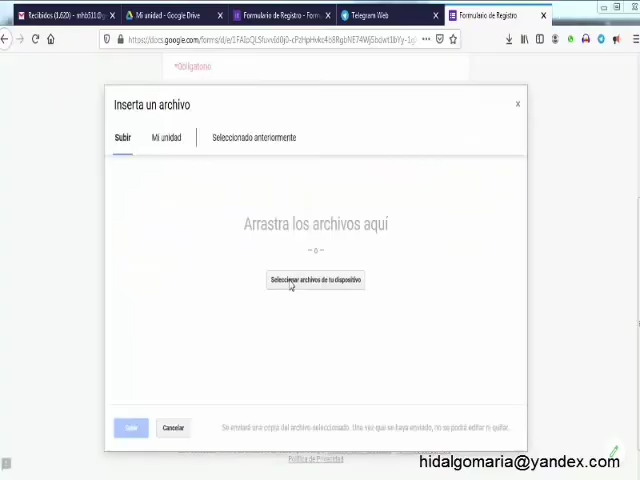 Recibidos (1.620) - mhb511@g
Mi unidad - Google Drive
Formulario de Registro - Form
Telegram Web
Formulario de Registro
*Obligatorio
Inserta un archivo
Subir
Mi unidad
Seleccionado anteriormente
Arrastra los archivos aquí
– o –
Seleccionar archivos de tu dispositivo
Subir
Cancelar
Se enviará una copia del archivo seleccionado. Una vez que se haya enviado, no se podrá editar ni quitar.
Política de Privacidad
hidalgomaria@yandex.com